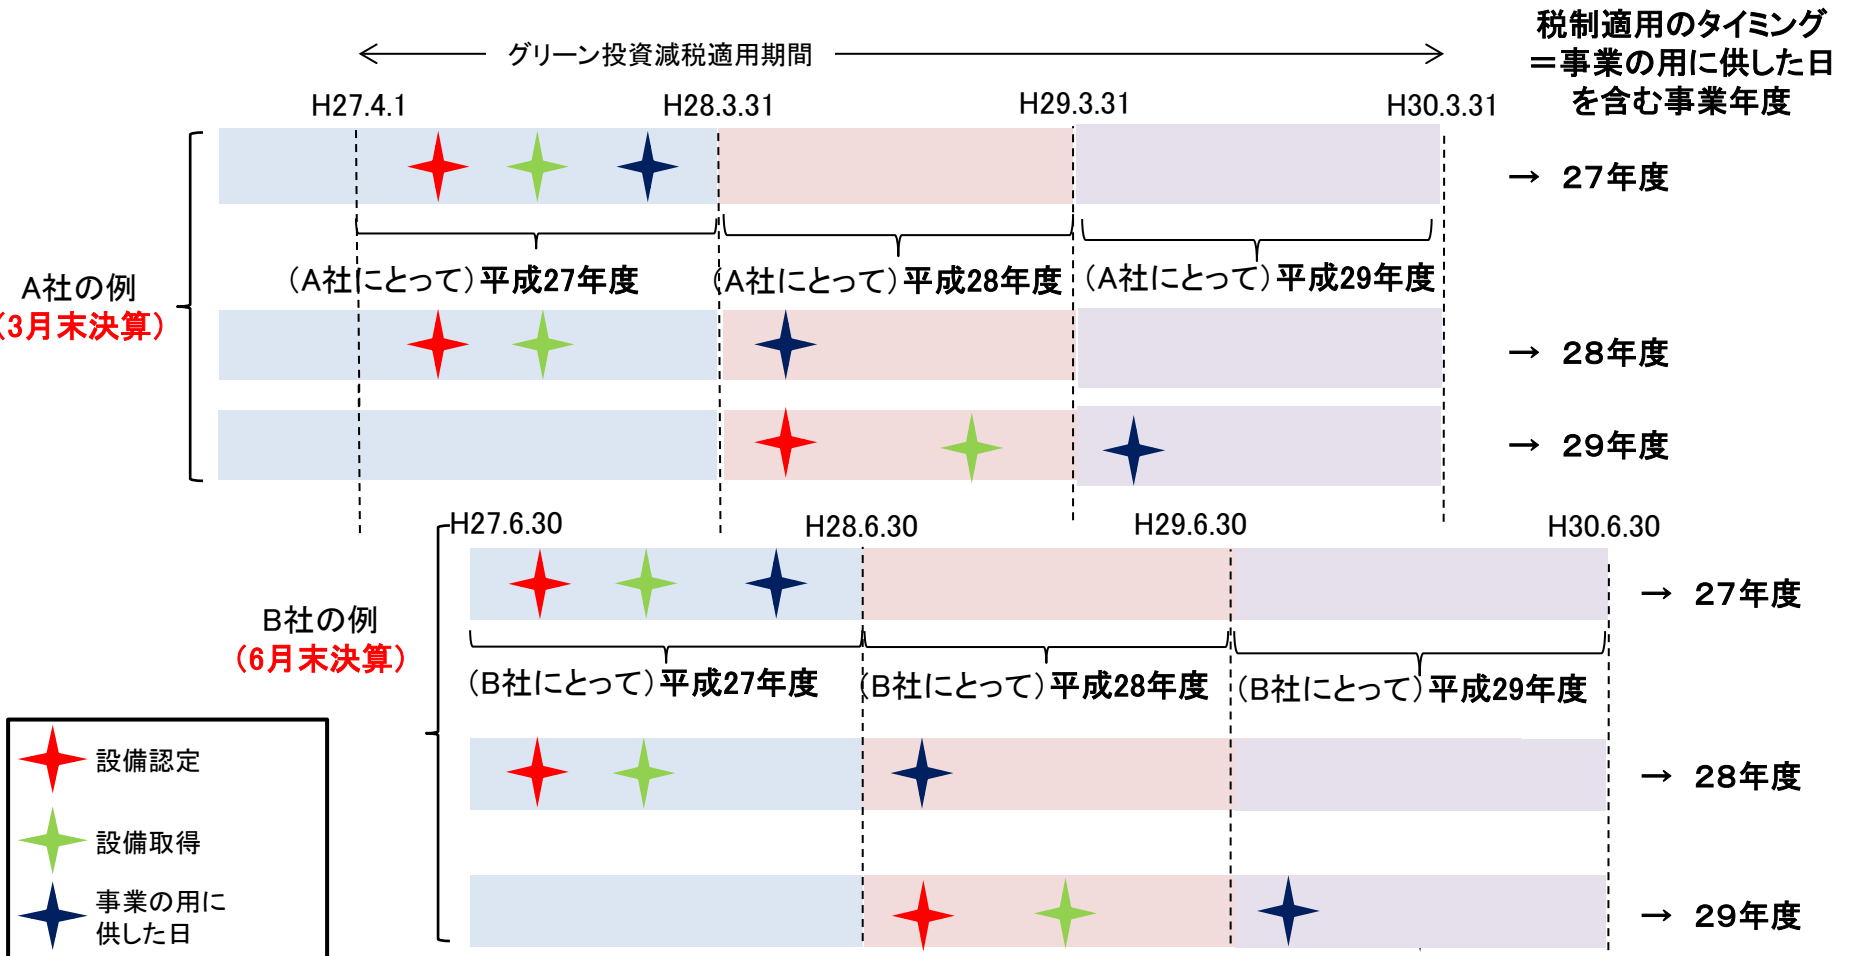 税制適用のタイミング
＝事業の用に供した日
を含む事業年度
グリーン投資減税適用期間
H27.4.1
H28.3.31
H29.3.31
H30.3.31
→ 27年度
（A社にとって）平成27年度
（A社にとって）平成28年度
（A社にとって）平成29年度
A社の例
（3月末決算）
→ 28年度
→ 29年度
H27.6.30
H28.6.30
H29.6.30
H30.6.30
→ 27年度
B社の例
（6月末決算）
（B社にとって）平成27年度
（B社にとって）平成28年度
（B社にとって）平成29年度
→ 28年度
→ 29年度
設備認定
設備取得
事業の用に
供した日